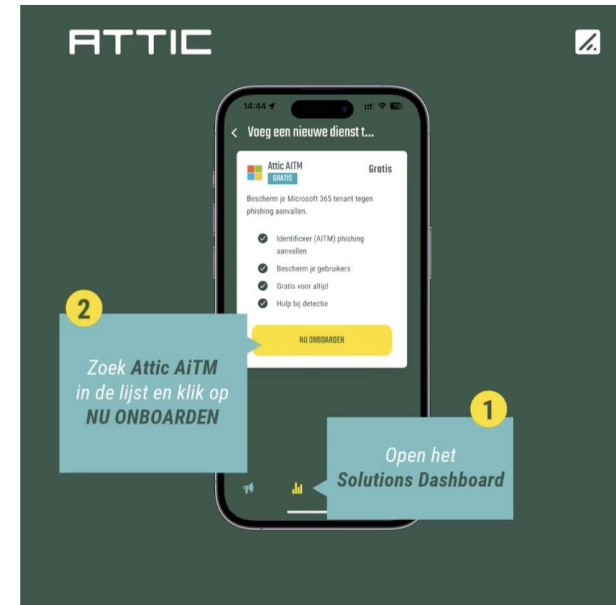 ATTIC
14:44
Voeg een nieuwe dienst t...
Attic AITM
GRATIS
Gratis
Bescherm je Microsoft 365 tenant tegen
phishing aanvallen.
Identificeer (AITM) phishing
aanvallen
Bescherm je gebruikers
Gratis voor altijd
Hulp bij detectie
NU ONBOARDEN
2
Zoek Attic AiTM
in de lijst en klik op
NU ONBOARDEN
1
Open het
Solutions Dashboard